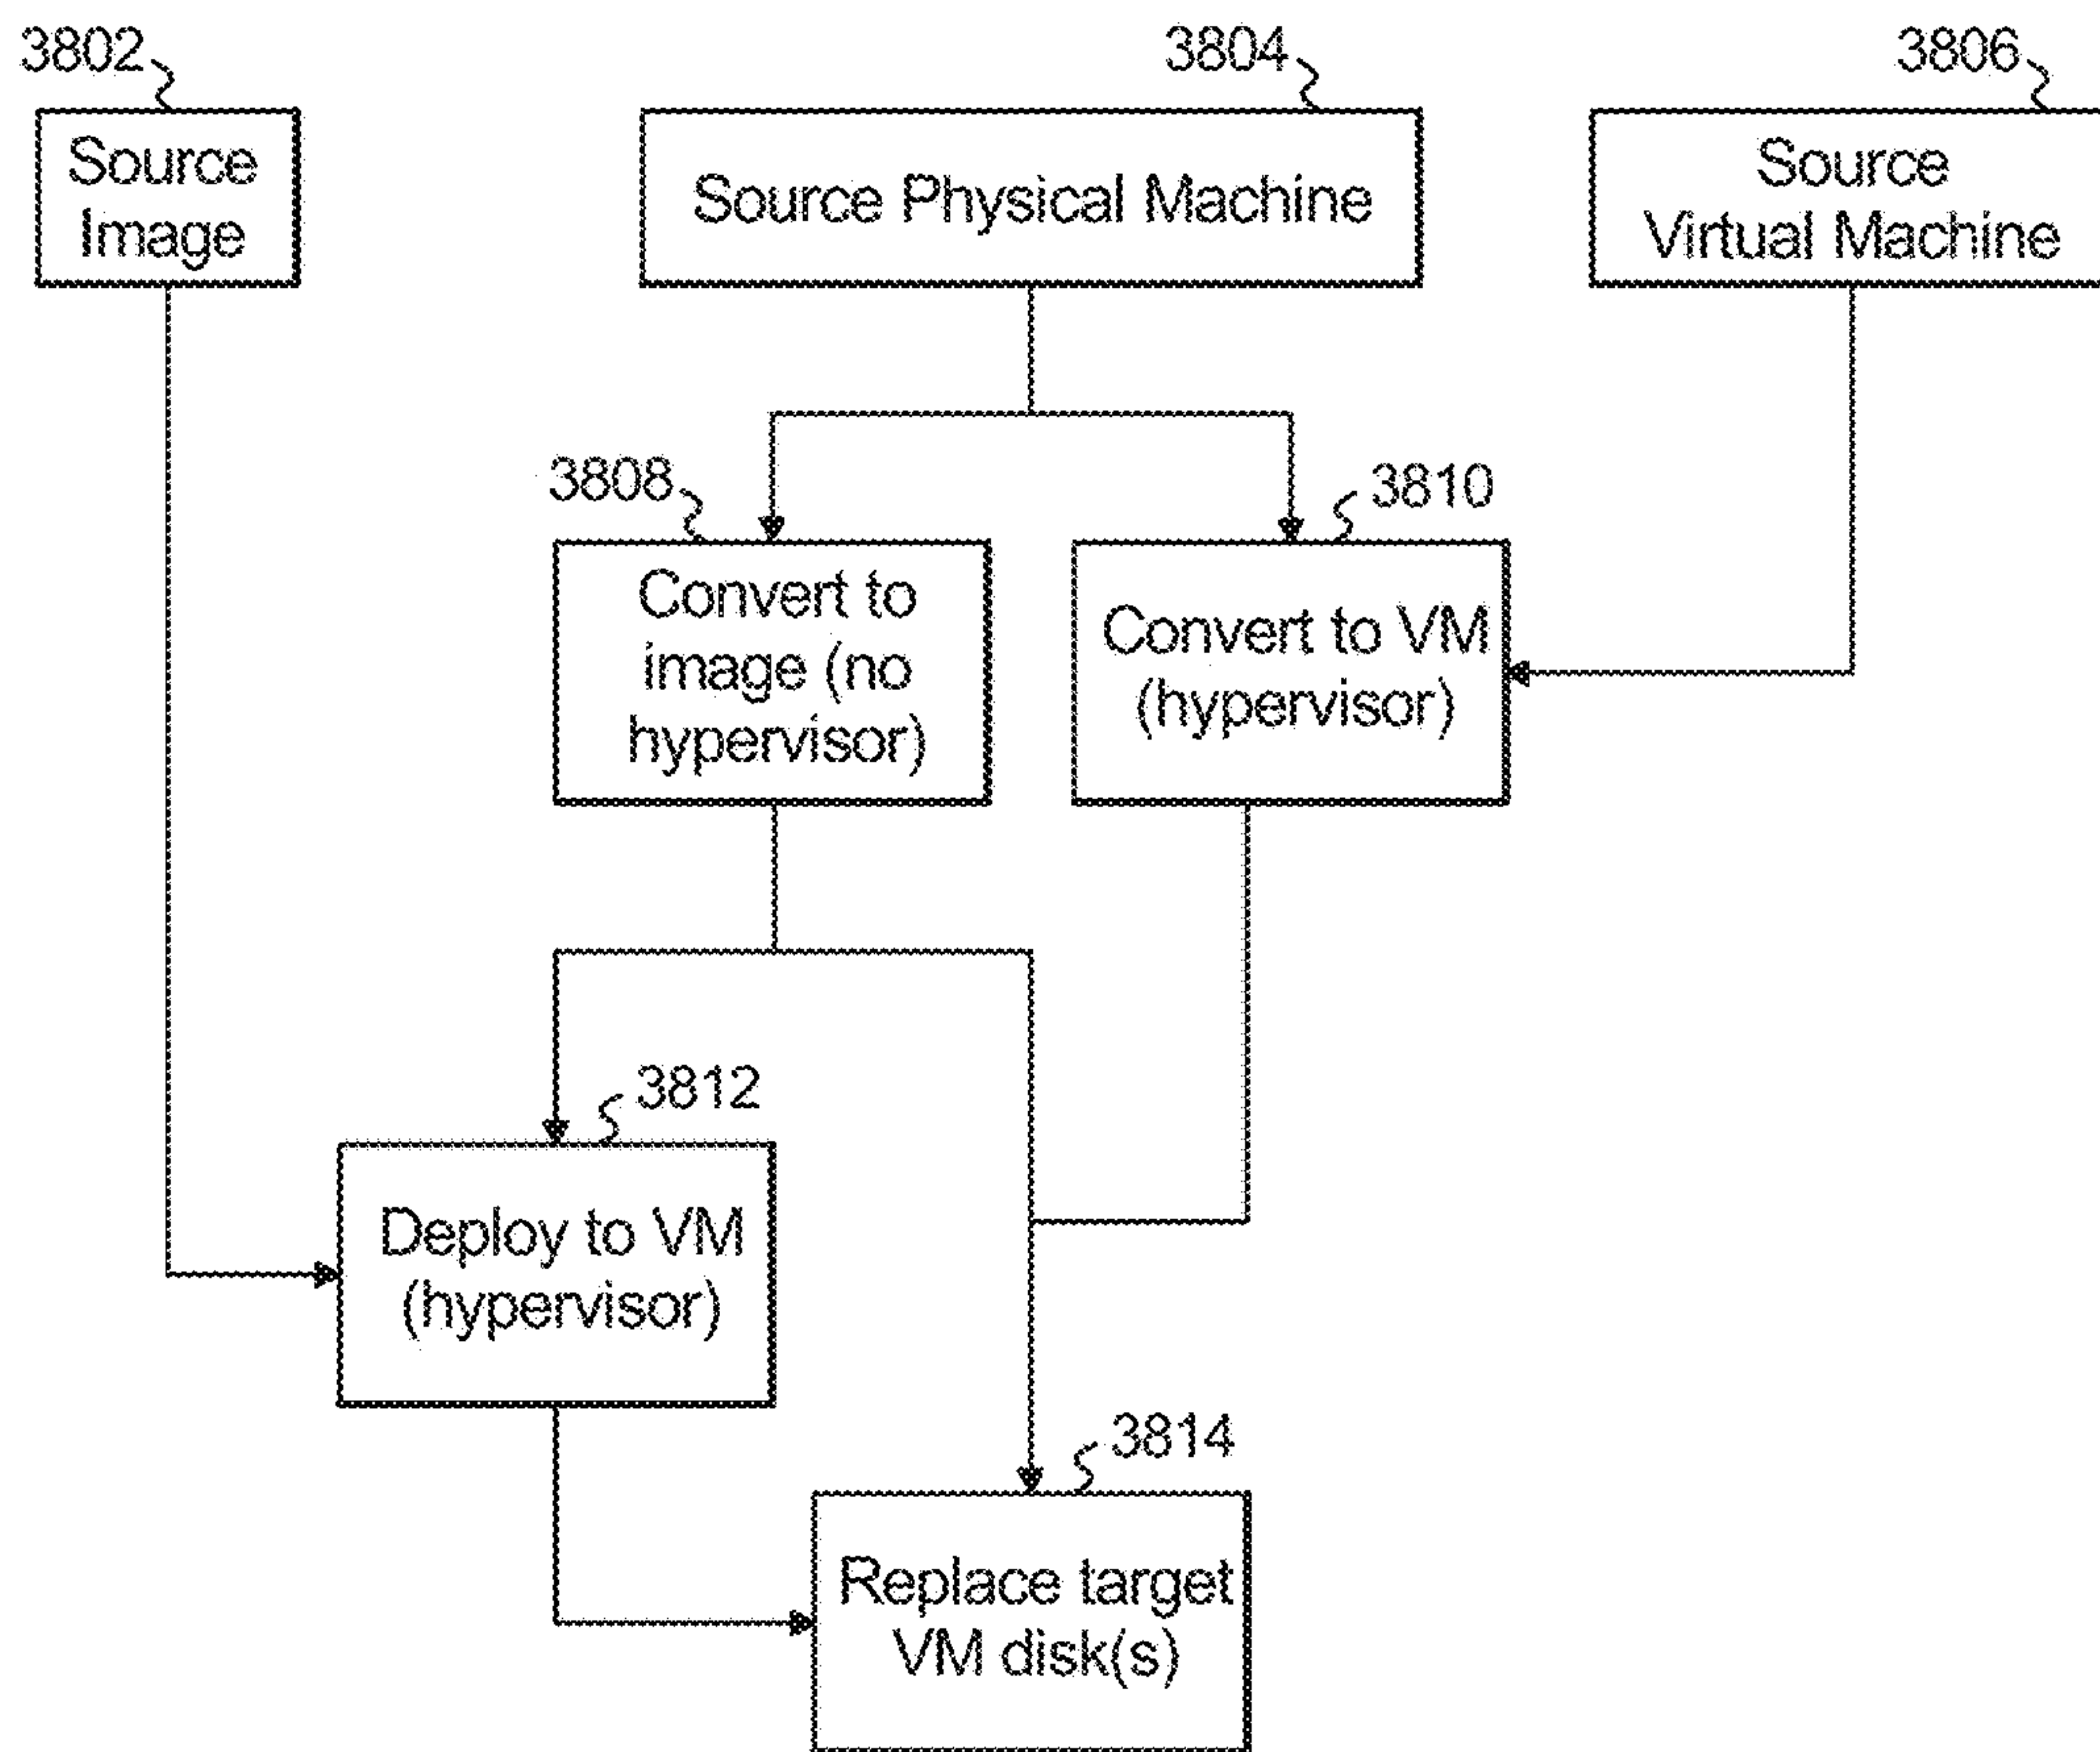 3802
3804
3806
Source
Image
Source Physical Machine
Source
Virtual Machine
3808
3810
Convert to
image (no
hypervisor)
Convert to VM
(hypervisor)
3812
Deploy to VM
(hypervisor)
3814
Replace target
VM disk(s)